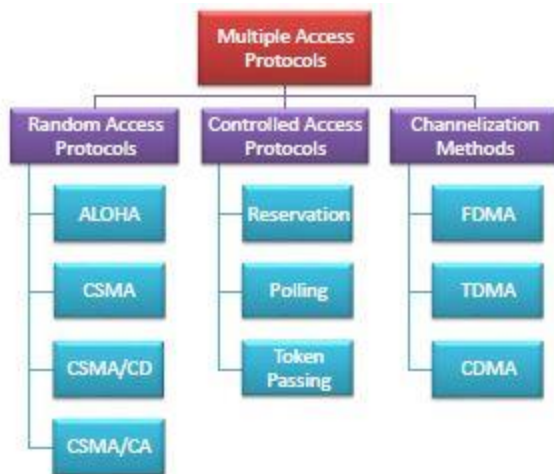 Multiple Access
Protocols
Random Access
Protocols
Controlled Access
Protocols
Channelization
Methods
ALOHA
Reservation
FDMA
CSMA
Polling
TDMA
CSMA/CD
Token
Passing
CDMA
CSMA/CA